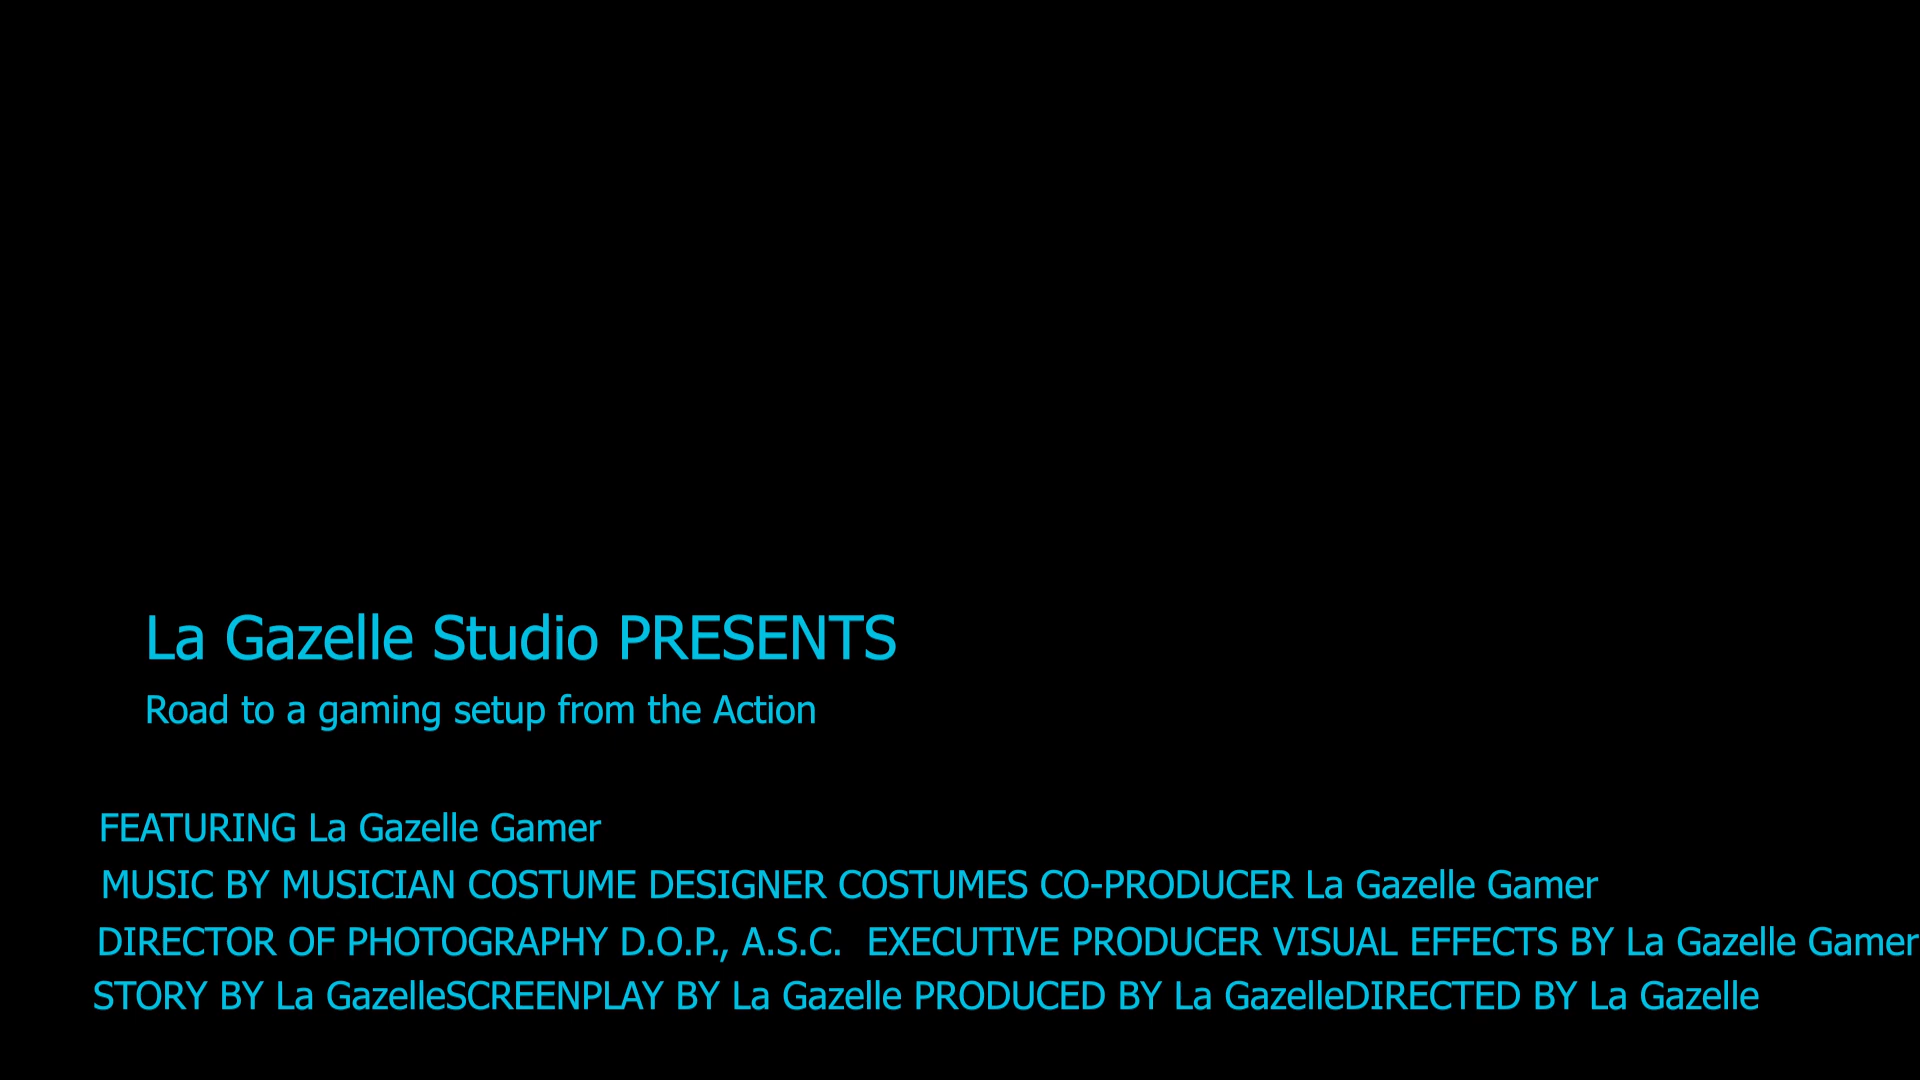 La Gazelle Studio PRESENTS
Road to a gaming setup from the Action
FEATURING La Gazelle Gamer
MUSIC BY MUSICIAN COSTUME DESIGNER COSTUMES CO-PRODUCER La Gazelle Gamer
DIRECTOR OF PHOTOGRAPHY D.O.P., A.S.C.  EXECUTIVE PRODUCER VISUAL EFFECTS BY La Gazelle Gamer
STORY BY La GazelleSCREENPLAY BY La Gazelle PRODUCED BY La GazelleDIRECTED BY La Gazelle